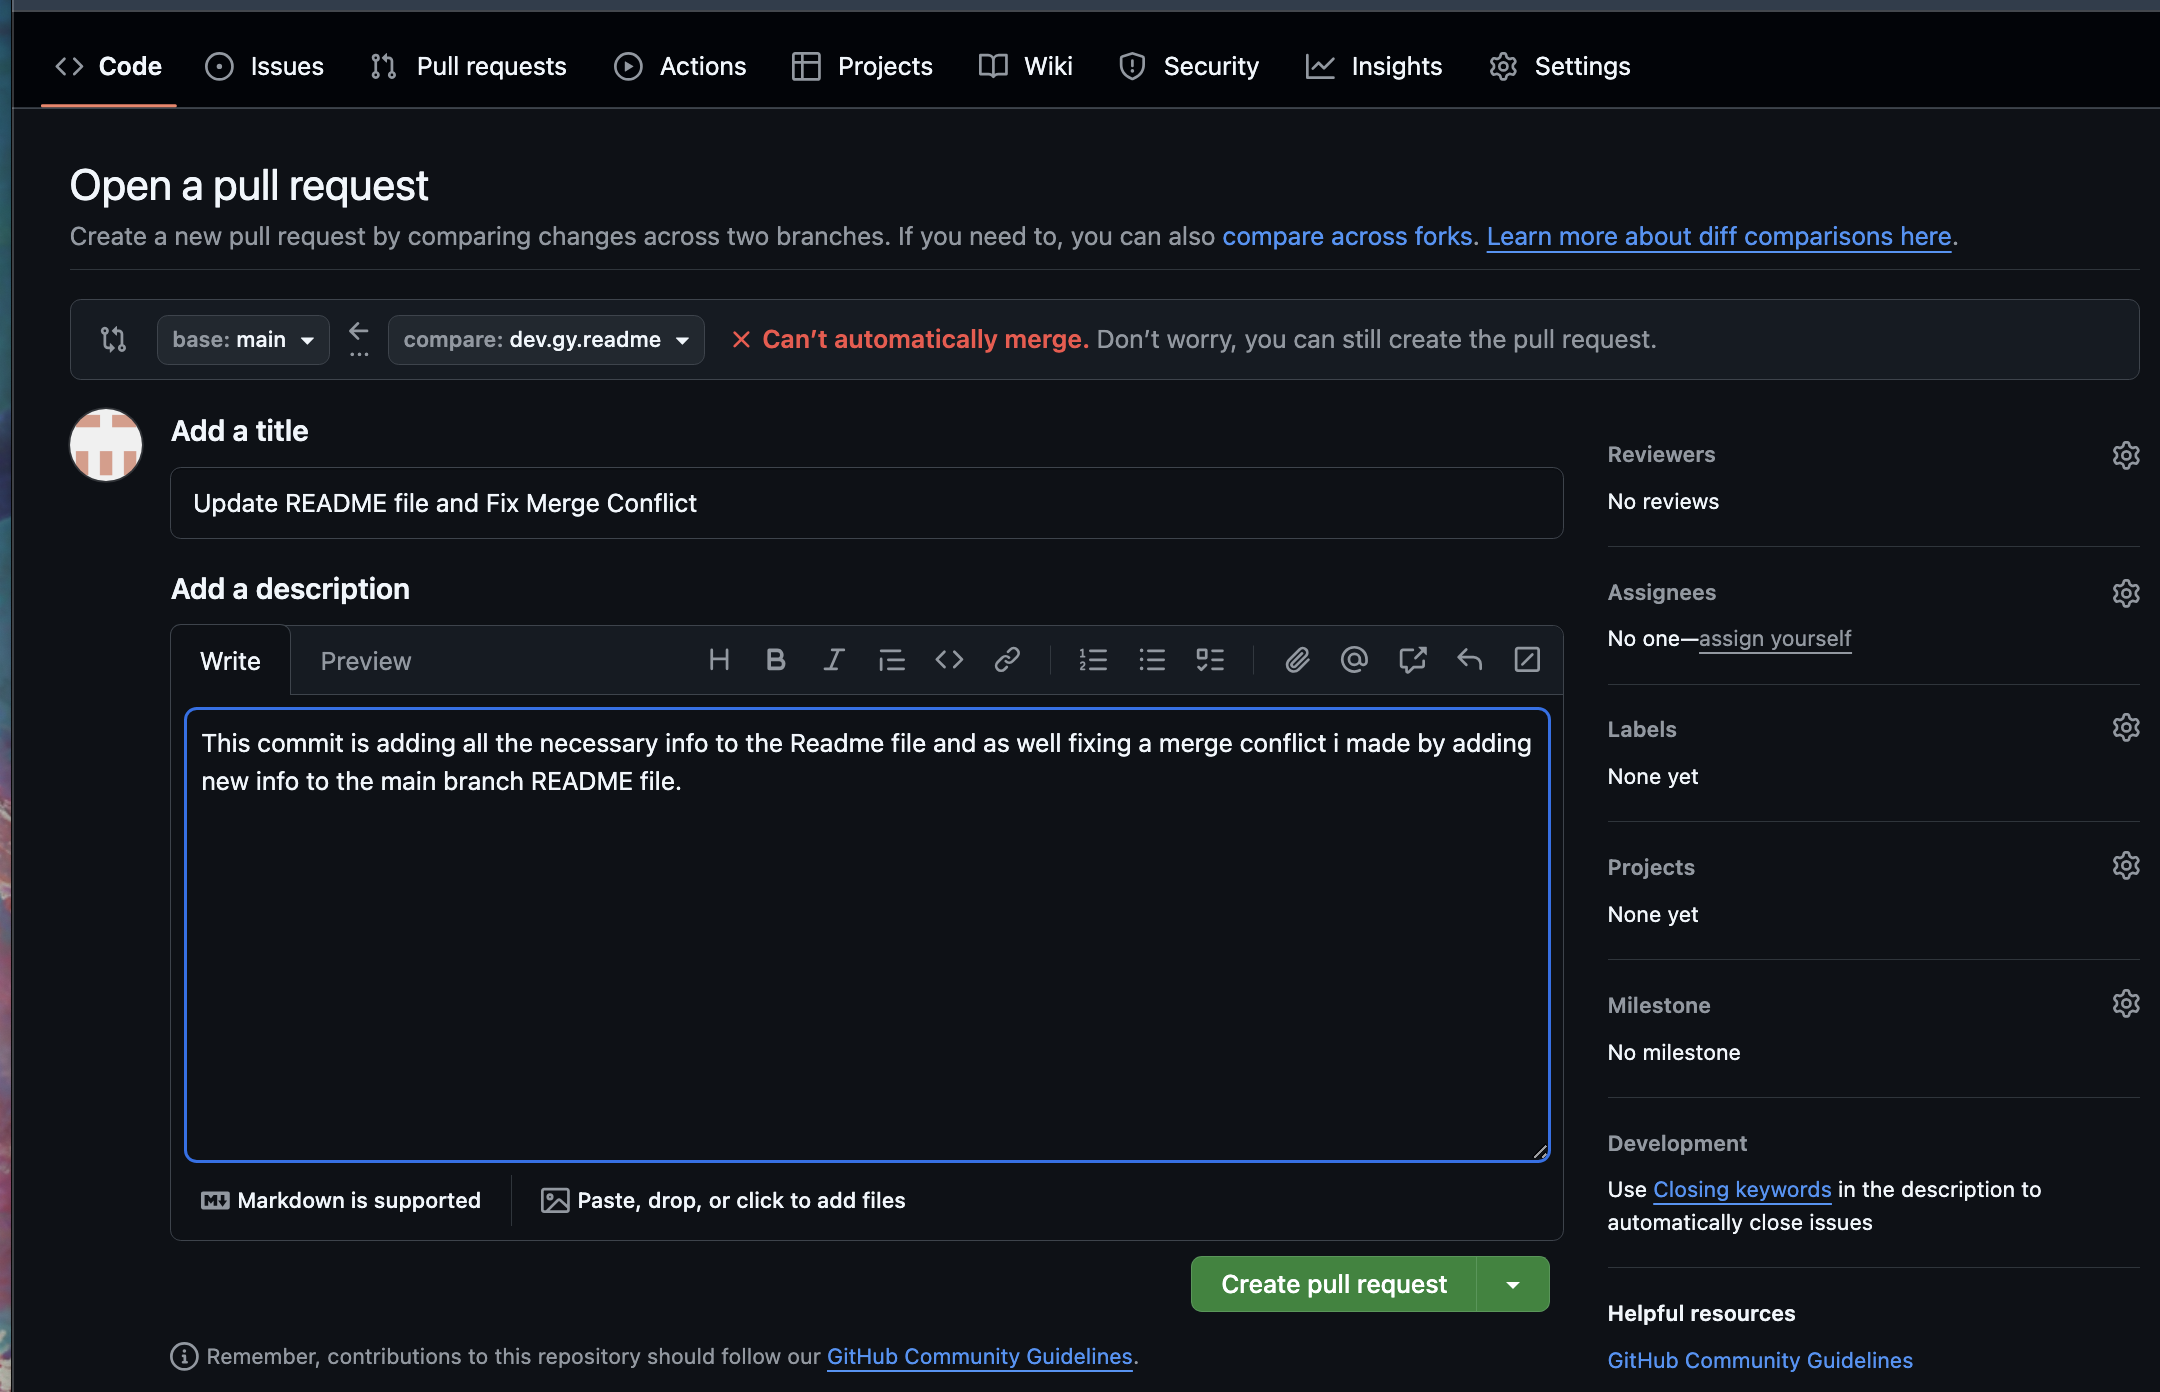 Code Issues Pull requests Actions Projects Wiki Security Insights Settings
Open a pull request
Create a new pull request by comparing changes across two branches. If you need to, you can also compare across forks. Learn more about diff comparisons here.
base: main compare: dev.gy.readme Can’t automatically merge. Don’t worry, you can still create the pull request.
Add a title
Update README file and Fix Merge Conflict
Add a description
Write Preview
This commit is adding all the necessary info to the Readme file and as well fixing a merge conflict i made by adding
new info to the main branch README file.
Markdown is supported Paste, drop, or click to add files
Create pull request
Remember, contributions to this repository should follow our GitHub Community Guidelines.
Reviewers
No reviews
Assignees
No one—assign yourself
Labels
None yet
Projects
None yet
Milestone
No milestone
Development
Use Closing keywords in the description to
automatically close issues
Helpful resources
GitHub Community Guidelines